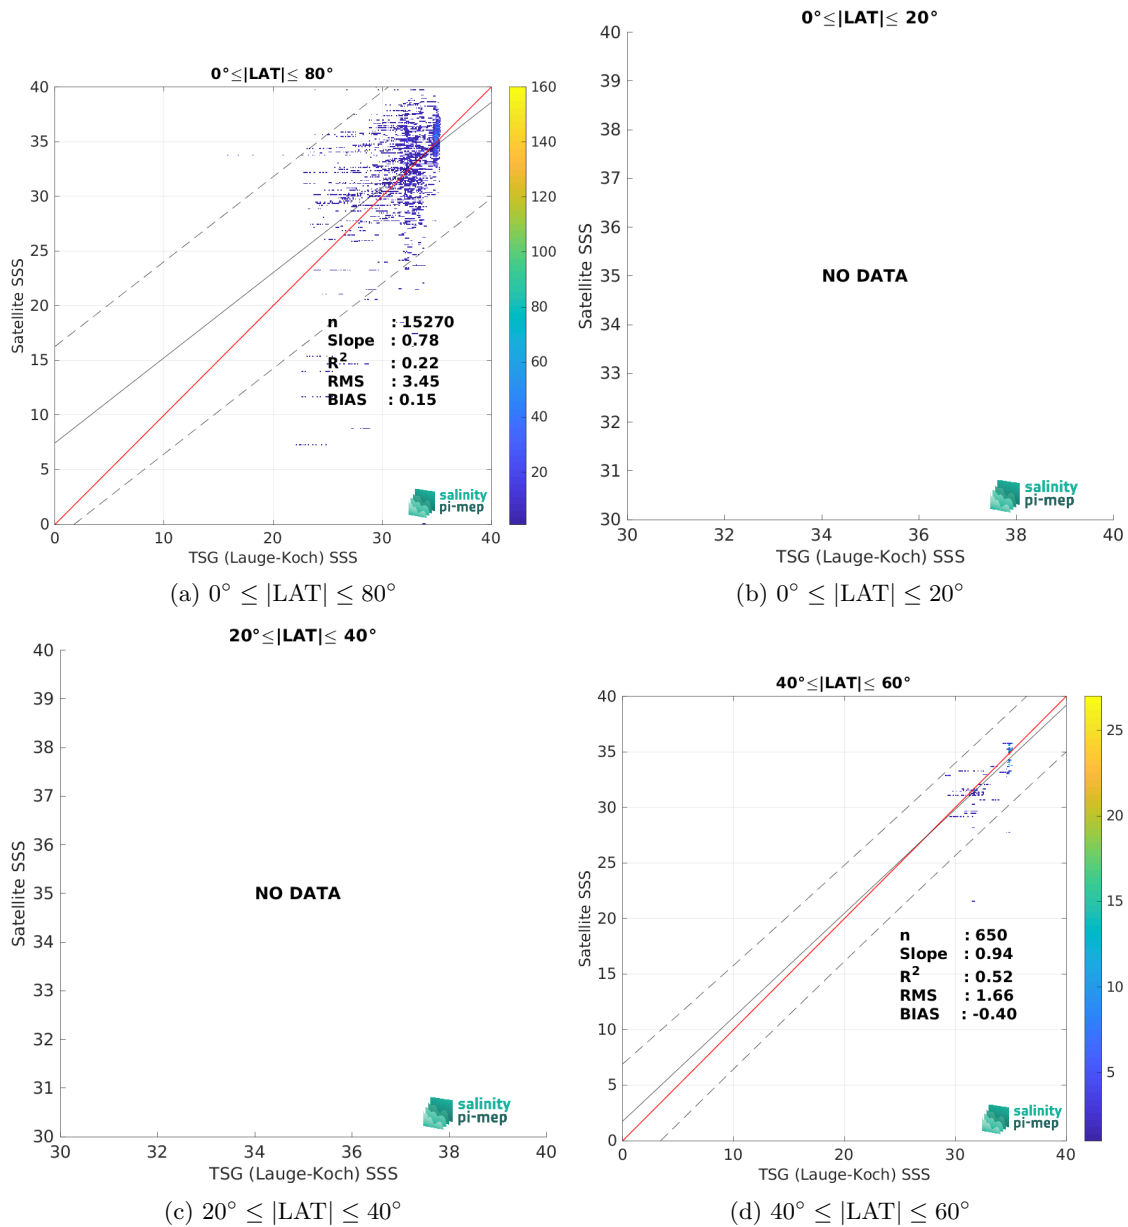 0°≤|LAT|≤ 80°
40
35
30
25
20
15
10
5
0
0
10
20
30
40
160
140
120
100
80
60
40
20
Satellite SSS
TSG (Lauge-Koch) SSS
n : 15270
Slope : 0.78
R² : 0.22
RMS : 3.45
BIAS : 0.15
salinity
pi-mep
(a) 0° ≤ |LAT| ≤ 80°
0°≤|LAT|≤ 20°
40
39
38
37
36
35
34
33
32
31
30
30
32
34
36
38
40
Satellite SSS
TSG (Lauge-Koch) SSS
NO DATA
salinity
pi-mep
(b) 0° ≤ |LAT| ≤ 20°
20°≤|LAT|≤ 40°
40
39
38
37
36
35
34
33
32
31
30
30
32
34
36
38
40
Satellite SSS
TSG (Lauge-Koch) SSS
NO DATA
salinity
pi-mep
(c) 20° ≤ |LAT| ≤ 40°
40°≤|LAT|≤ 60°
40
35
30
25
20
15
10
5
0
0
10
20
30
40
25
20
15
10
5
Satellite SSS
TSG (Lauge-Koch) SSS
n : 650
Slope : 0.94
R² : 0.52
RMS : 1.66
BIAS : -0.40
salinity
pi-mep
(d) 40° ≤ |LAT| ≤ 60°